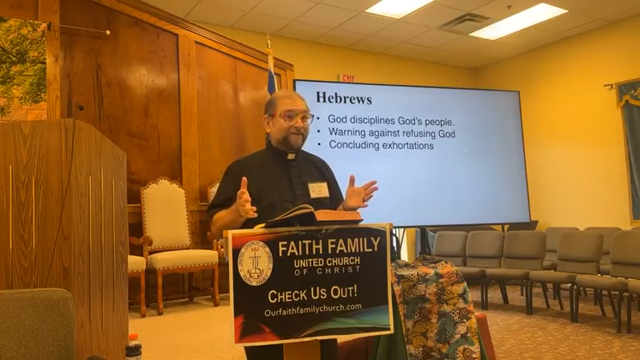 EXIT
Hebrews
God disciplines God's people.
Warning against refusing God
Concluding exhortations
FAITH FAMILY
UNITED CHURCH
OF CHRIST
CHECK US OUT!
Ourfaithfamilychurch.com